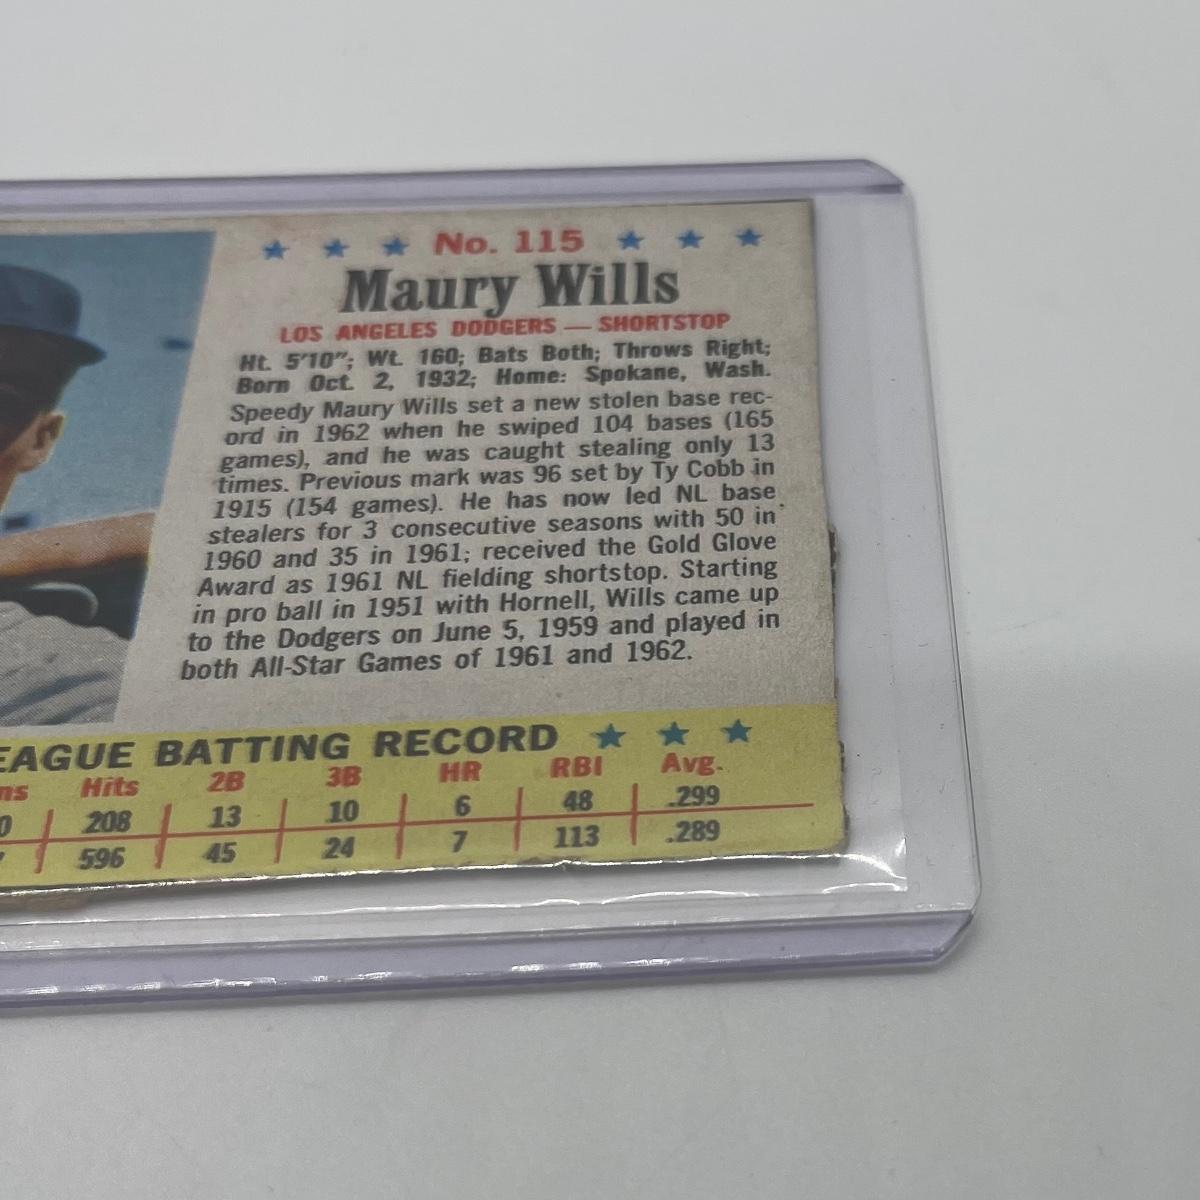 ★ ★ ★ No. 115 ★ ★ ★
Maury Wills
LOS ANGELES DODGERS — SHORTSTOP
Ht. 5'10"; Wt. 160; Bats Both; Throws Right;
Born Oct. 2, 1932; Home: Spokane, Wash.
Speedy Maury Wills set a new stolen base rec-
ord in 1962 when he swiped 104 bases (165
games), and he was caught stealing only 13
times. Previous mark was 96 set by Ty Cobb in
1915 (154 games). He has now led NL base
stealers for 3 consecutive seasons with 50 in
1960 and 35 in 1961; received the Gold Glove
Award as 1961 NL fielding shortstop. Starting
in pro ball in 1951 with Hornell, Wills came up
to the Dodgers on June 5, 1959 and played in
both All-Star Games of 1961 and 1962.
EAGUE BATTING RECORD ★ ★ ★
ns Hits 2B 3B HR RBI Avg.
0 208 13 10 6 48 .299
596 45 24 7 113 .289